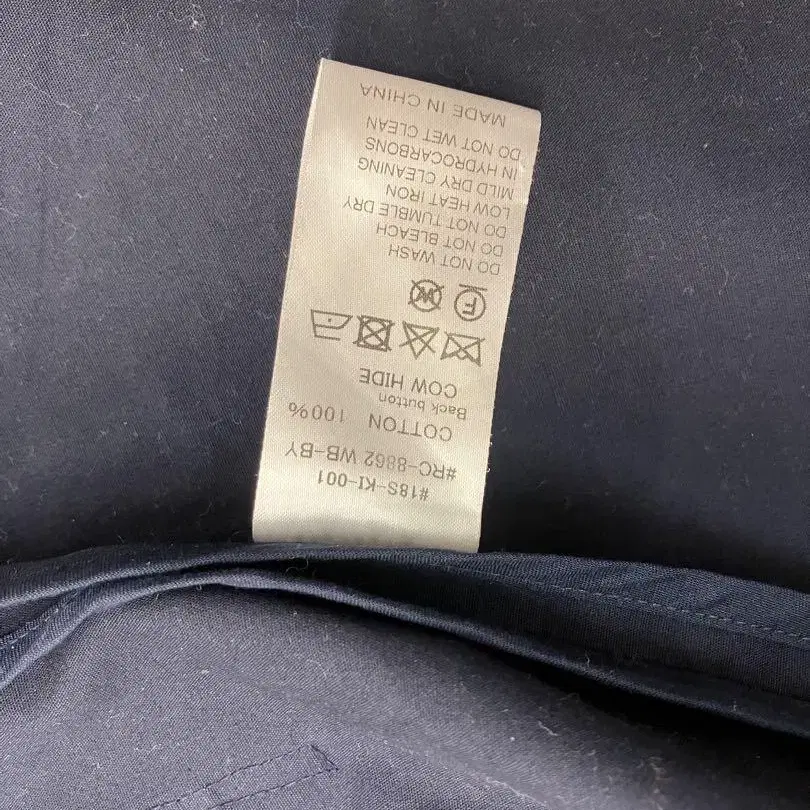 #18S-KI-001
#RC-8862 WB-BY
COTTON 100%
Back button
COW HIDE
F W
DO NOT WASH
DO NOT BLEACH
DO NOT TUMBLE DRY
LOW HEAT IRON
MILD DRY CLEANING
IN HYDROCARBONS
DO NOT WET CLEAN
MADE IN CHINA